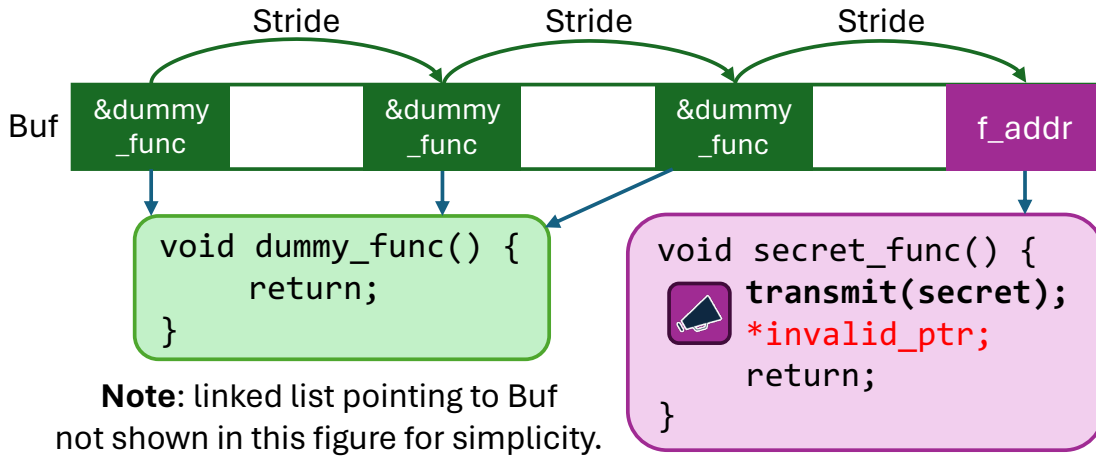 Stride Stride Stride
Buf
&dummy
_func
&dummy
_func
&dummy
_func
f_addr
void dummy_func() {
return;
}
void secret_func() {
transmit(secret);
*invalid_ptr;
return;
}
Note: linked list pointing to Buf
not shown in this figure for simplicity.